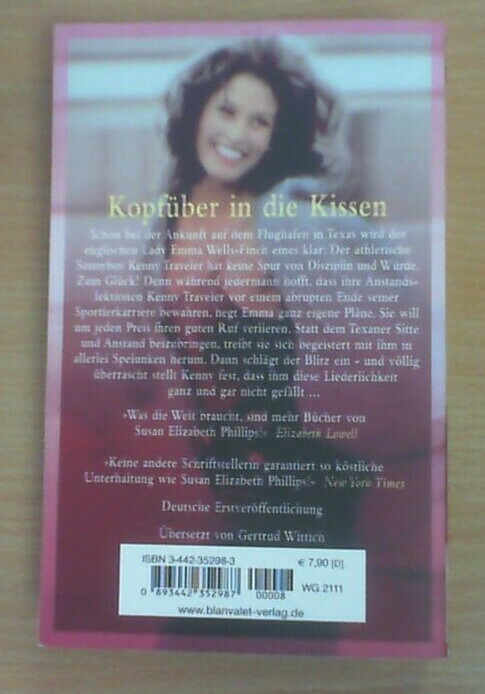 Kopfüber in die Kissen
Schon bei der Ankunft auf dem Flughafen in Texas wird der
englischen Lady Emma Wells-Finch eines klar: Der athletische
Sonnyboy Kenny Traveler hat keine Spur von Disziplin und Würde.
Zum Glück! Denn während jedermann hofft, dass ihre Anstands-
lektionen Kenny Traveler vor einem abrupten Ende seiner
Sportlerkarriere bewahren, hegt Emma ganz eigene Pläne. Sie will
um jeden Preis ihren guten Ruf verlieren. Statt dem Texaner Sitte
und Anstand beizubringen, treibt sie sich begeistert mit ihm in
allerlei Spelunken herum. Dann schlägt der Blitz ein – und völlig
überrascht stellt Kenny fest, dass ihm diese Liederlichkeit
ganz und gar nicht gefällt ...
»Was die Welt braucht, sind mehr Bücher von
Susan Elizabeth Phillips!« Elizabeth Lowell
»Keine andere Schriftstellerin garantiert so köstliche
Unterhaltung wie Susan Elizabeth Phillips!« New York Times
Deutsche Erstveröffentlichung
Übersetzt von Gertrud Wittich
ISBN 3-442-35298-3
€ 7,90 [D]
0 893442 352987 00008
WG 2111
www.blanvalet-verlag.de